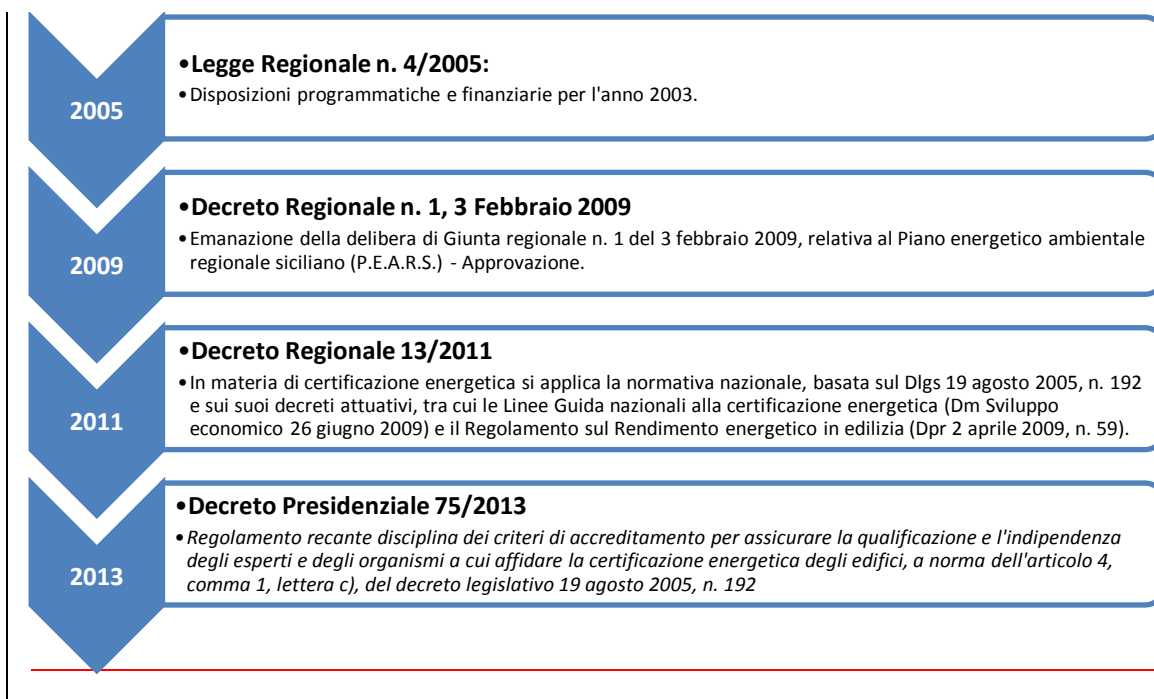 2005
•Legge Regionale n. 4/2005:
•Disposizioni programmatiche e finanziarie per l'anno 2003.
2009
•Decreto Regionale n. 1, 3 Febbraio 2009
•Emanazione della delibera di Giunta regionale n. 1 del 3 febbraio 2009, relativa al Piano energetico ambientale
regionale siciliano (P.E.A.R.S.) - Approvazione.
2011
•Decreto Regionale 13/2011
•In materia di certificazione energetica si applica la normativa nazionale, basata sul Dlgs 19 agosto 2005, n. 192
e sui suoi decreti attuativi, tra cui le Linee Guida nazionali alla certificazione energetica (Dm Sviluppo
economico 26 giugno 2009) e il Regolamento sul Rendimento energetico in edilizia (Dpr 2 aprile 2009, n. 59).
2013
•Decreto Presidenziale 75/2013
•Regolamento recante disciplina dei criteri di accreditamento per assicurare la qualificazione e l'indipendenza
degli esperti e degli organismi a cui affidare la certificazione energetica degli edifici, a norma dell'articolo 4,
comma 1, lettera c), del decreto legislativo 19 agosto 2005, n. 192